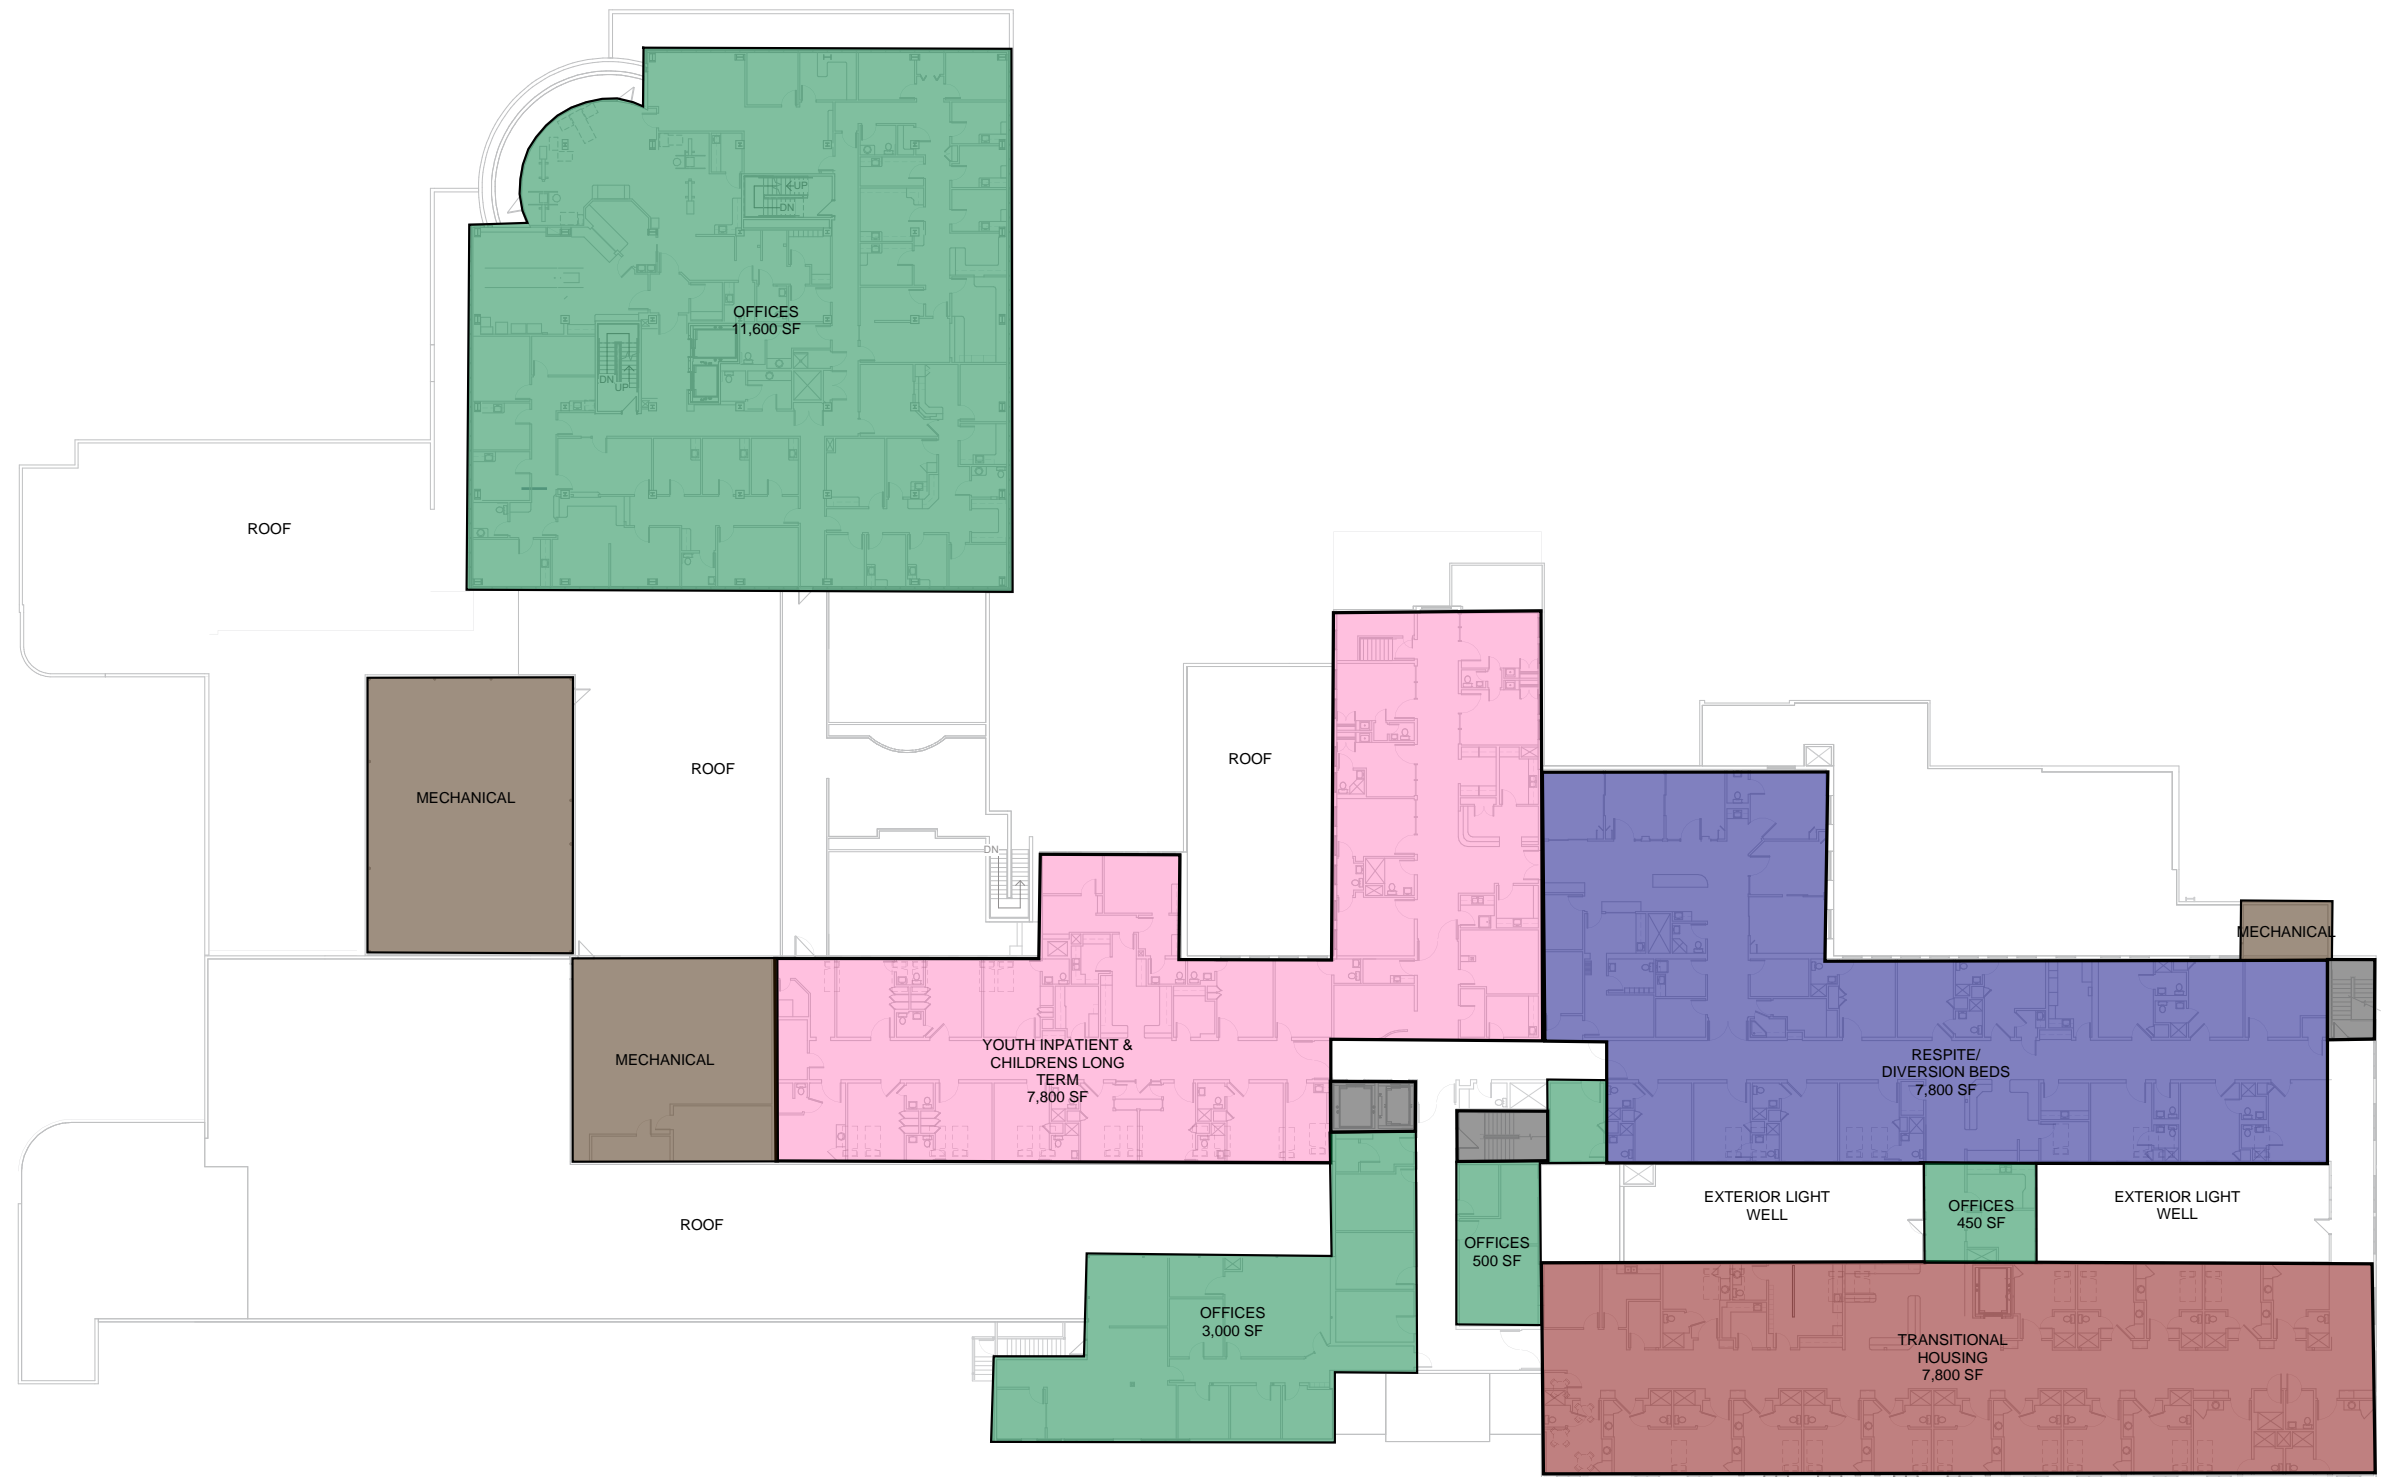 UP
DN
OFFICES
11,600 SF
DN
UP
ROOF
ROOF
ROOF
MECHANICAL
DN
MECHANICAL
MECHANICAL
YOUTH INPATIENT &
CHILDRENS LONG
TERM
7,800 SF
RESPITE/
DIVERSION BEDS
7,800 SF
ROOF
EXTERIOR LIGHT
WELL
OFFICES
450 SF
EXTERIOR LIGHT
WELL
OFFICES
500 SF
OFFICES
3,000 SF
TRANSITIONAL
HOUSING
7,800 SF